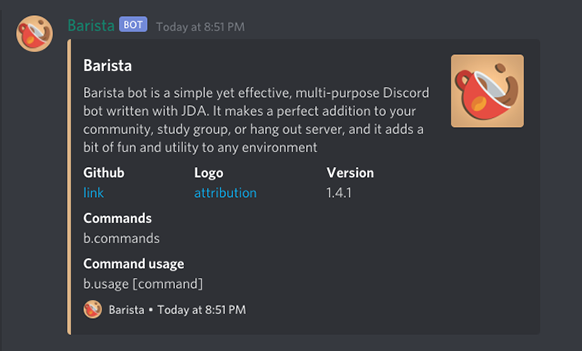 Barista BOT Today at 8:51 PM
Barista
Barista bot is a simple yet effective, multi-purpose Discord
bot written with JDA. It makes a perfect addition to your
community, study group, or hang out server, and it adds a
bit of fun and utility to any environment
Github Logo Version
link attribution 1.4.1
Commands
b.commands
Command usage
b.usage [command]
Barista • Today at 8:51 PM